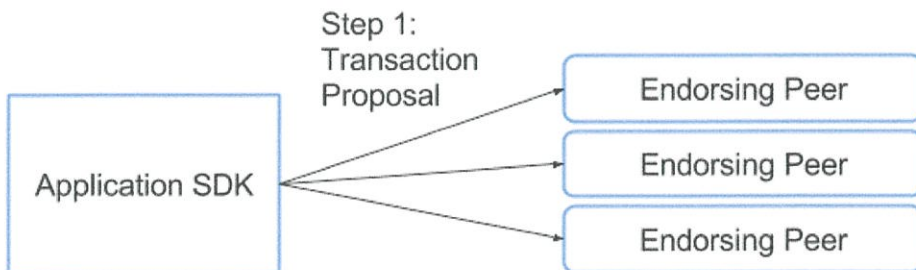 Step 1:
Transaction
Proposal
Application SDK
Endorsing Peer
Endorsing Peer
Endorsing Peer